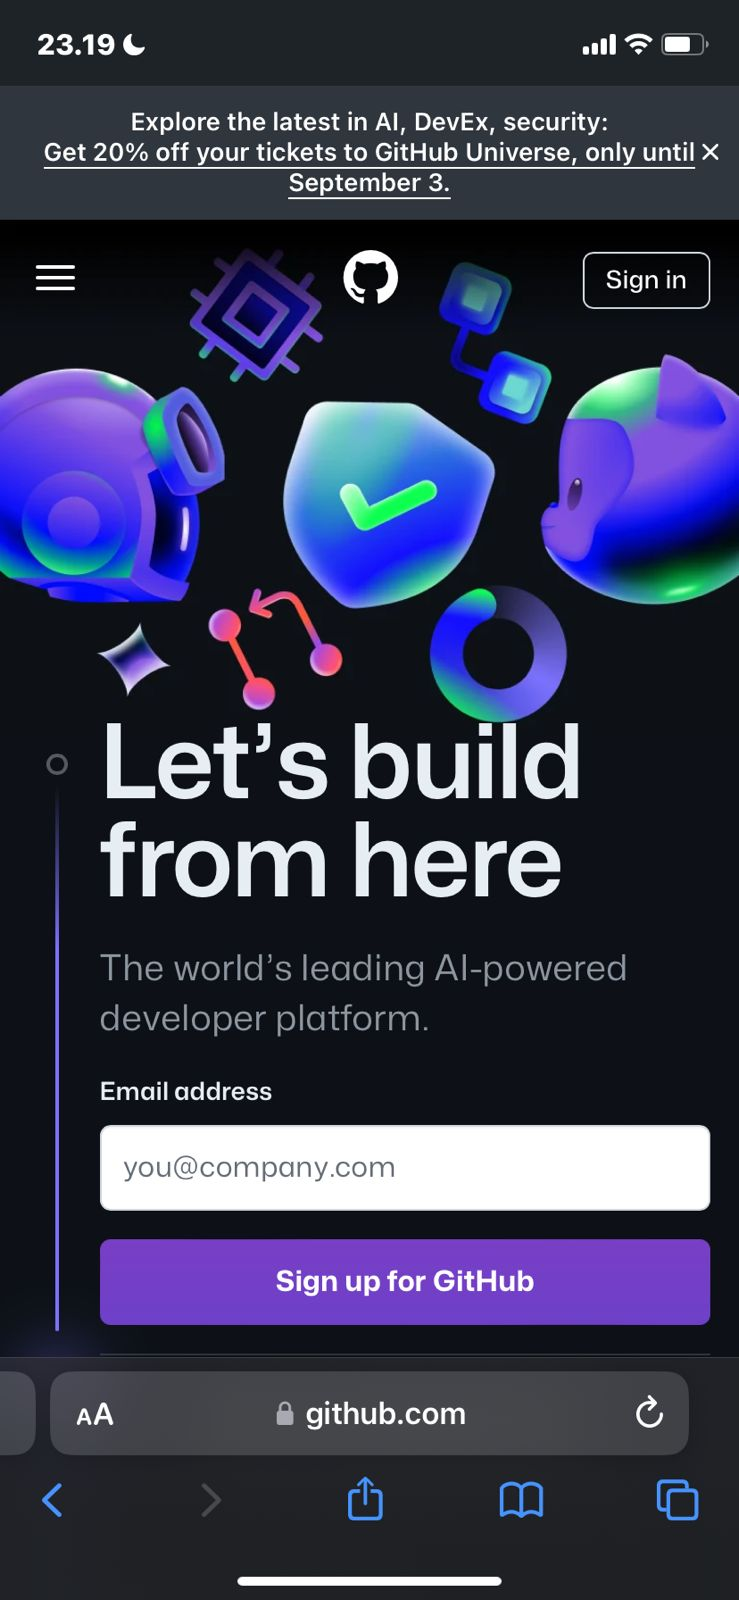 23.19
Explore the latest in AI, DevEx, security:
Get 20% off your tickets to GitHub Universe, only until
September 3.
Sign in
Let’s build
from here
The world’s leading AI-powered
developer platform.
Email address
you@company.com
Sign up for GitHub
AA github.com